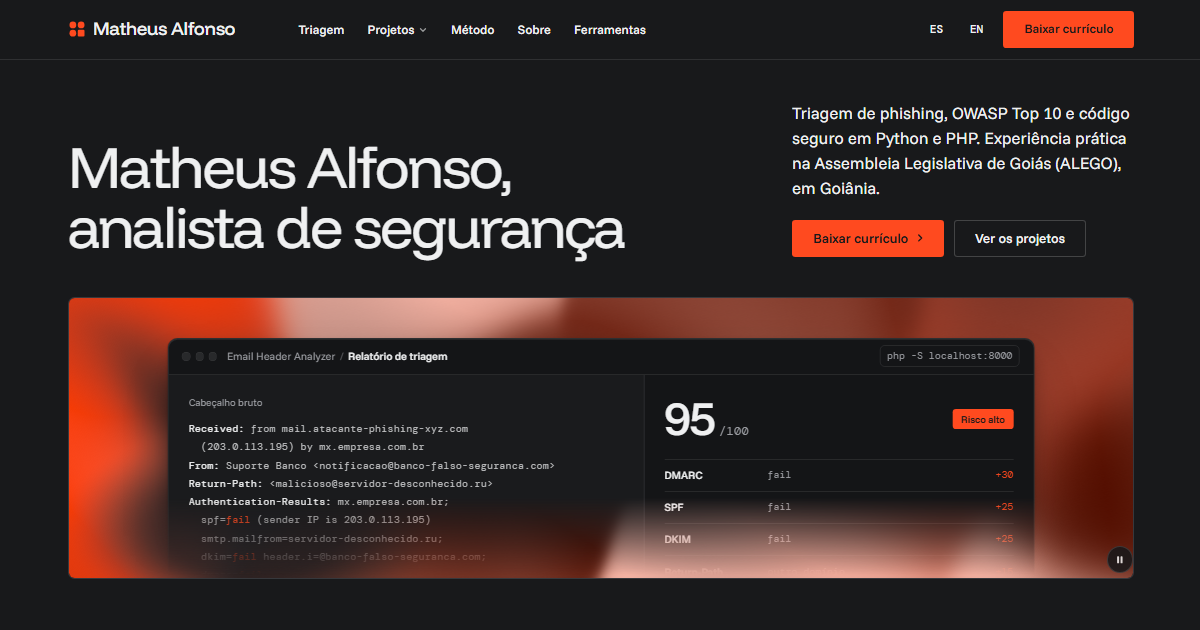 Matheus Alfonso
Triagem
Projetos
Método
Sobre
Ferramentas
ES
EN
Baixar currículo
Matheus Alfonso,
analista de segurança
Triagem de phishing, OWASP Top 10 e código
seguro em Python e PHP. Experiência prática
na Assembleia Legislativa de Goiás (ALEGO),
em Goiânia.
Baixar currículo
Ver os projetos
Email Header Analyzer / Relatório de triagem
php -S localhost:8000
Cabeçalho bruto
Received: from mail.atacante-phishing-xyz.com
(203.0.113.195) by mx.empresa.com.br
From: Suporte Banco <notificacao@banco-falso-seguranca.com>
Return-Path: <malicioso@servidor-desconhecido.ru>
Authentication-Results: mx.empresa.com.br;
spf=fail (sender IP is 203.0.113.195)
smtp.mailfrom=servidor-desconhecido.ru;
dkim=fail header.i=@banco-falso-seguranca.com;
95 /100
Risco alto
DMARC fail +30
SPF fail +25
DKIM fail +25